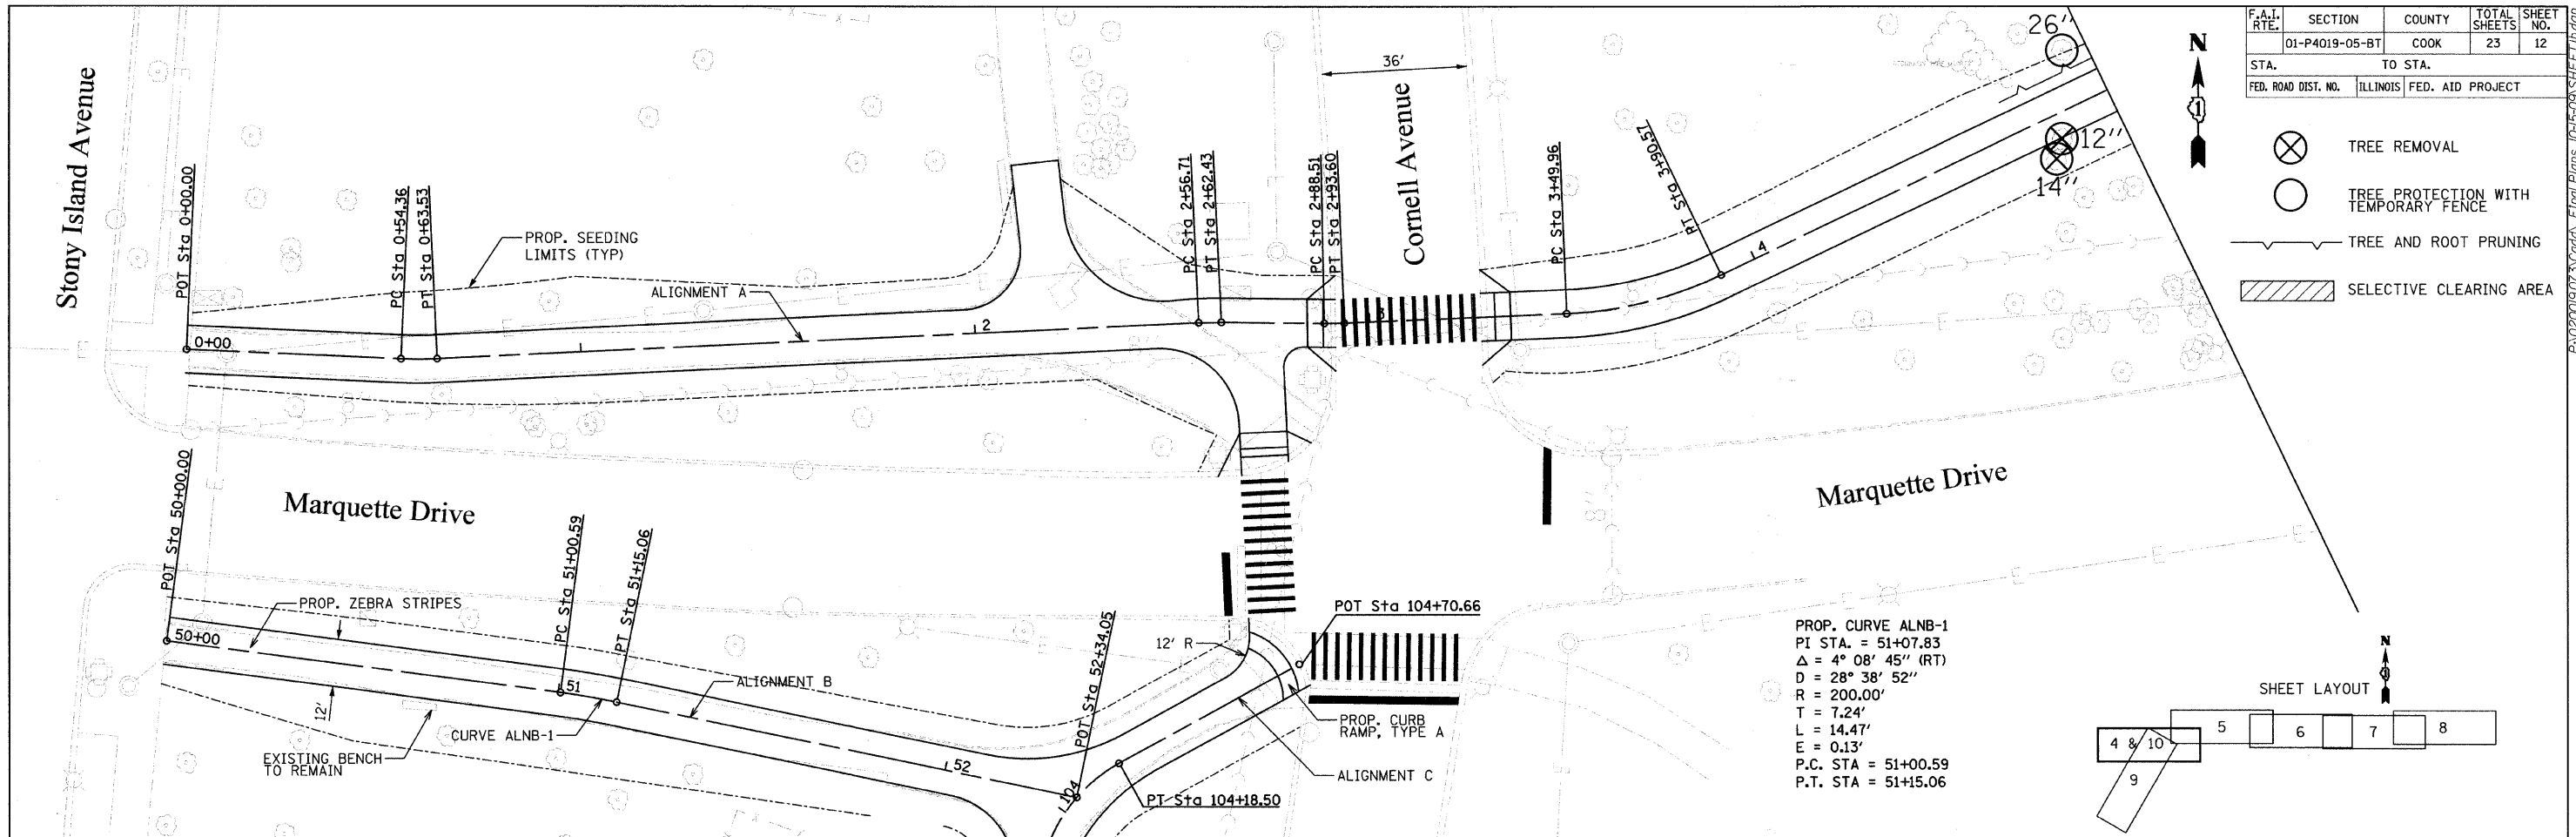 F.A.I. RTE.
SECTION
COUNTY
TOTAL SHEETS
SHEET NO.
01-P4019-05-BT
COOK
23
12
STA.
TO STA.
FED. ROAD DIST. NO.
ILLINOIS
FED. AID PROJECT
N
1
TREE REMOVAL
TREE PROTECTION WITH
TEMPORARY FENCE
TREE AND ROOT PRUNING
SELECTIVE CLEARING AREA
26"
12"
14"
36'
Stony Island Avenue
Cornell Avenue
POT Sta 0+00.00
PC Sta 0+54.36
PT Sta 0+63.53
PC Sta 2+56.71
PT Sta 2+62.43
PC Sta 2+88.51
PT Sta 2+93.60
PC Sta 3+49.96
PT Sta 3+90.57
PROP. SEEDING
LIMITS (TYP)
ALIGNMENT A
0+00
2
3
4
8"
Marquette Drive
Marquette Drive
POT Sta 50+00.00
PC Sta 51+00.59
PT Sta 51+15.06
POT Sta 52+34.05
PROP. ZEBRA STRIPES
50+00
51
52
104
12'
ALIGNMENT B
CURVE ALNB-1
EXISTING BENCH
TO REMAIN
12' R
POT Sta 104+70.66
PROP. CURB
RAMP, TYPE A
ALIGNMENT C
PT Sta 104+18.50
PROP. CURVE ALNB-1
PI STA. = 51+07.83
Δ = 4° 08' 45" (RT)
D = 28° 38' 52"
R = 200.00'
T = 7.24'
L = 14.47'
E = 0.13'
P.C. STA = 51+00.59
P.T. STA = 51+15.06
N
SHEET LAYOUT
4 & 10
5
6
7
8
9